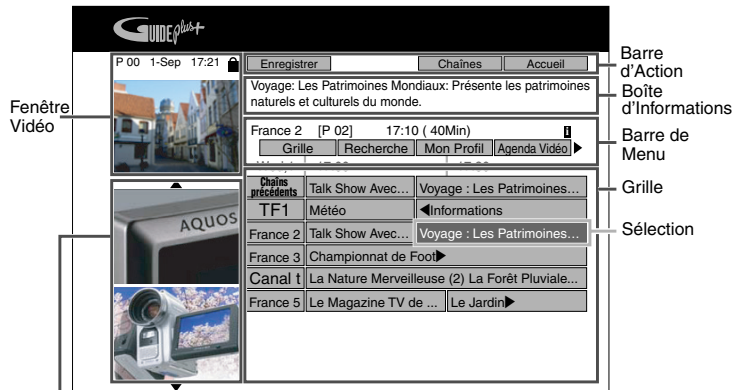 GUIDE plus+
P 00 1-Sep 17:21
Enregistrer Chaînes Accueil
Voyage: Les Patrimoines Mondiaux: Présente les patrimoines
naturels et culturels du monde.
France 2 [P 02] 17:10 ( 40Min) i
Grille Recherche Mon Profil Agenda Vidéo
Chaîns
précédents Talk Show Avec... Voyage : Les Patrimoines...
TF1 Météo Informations
France 2 Talk Show Avec... Voyage : Les Patrimoines...
France 3 Championnat de Foot
Canal t La Nature Merveilleuse (2) La Forêt Pluviale...
France 5 Le Magazine TV de ... Le Jardin
AQUOS
Fenêtre
Vidéo
Barre
d'Action
Boîte
d'Informations
Barre de
Menu
Grille
Sélection